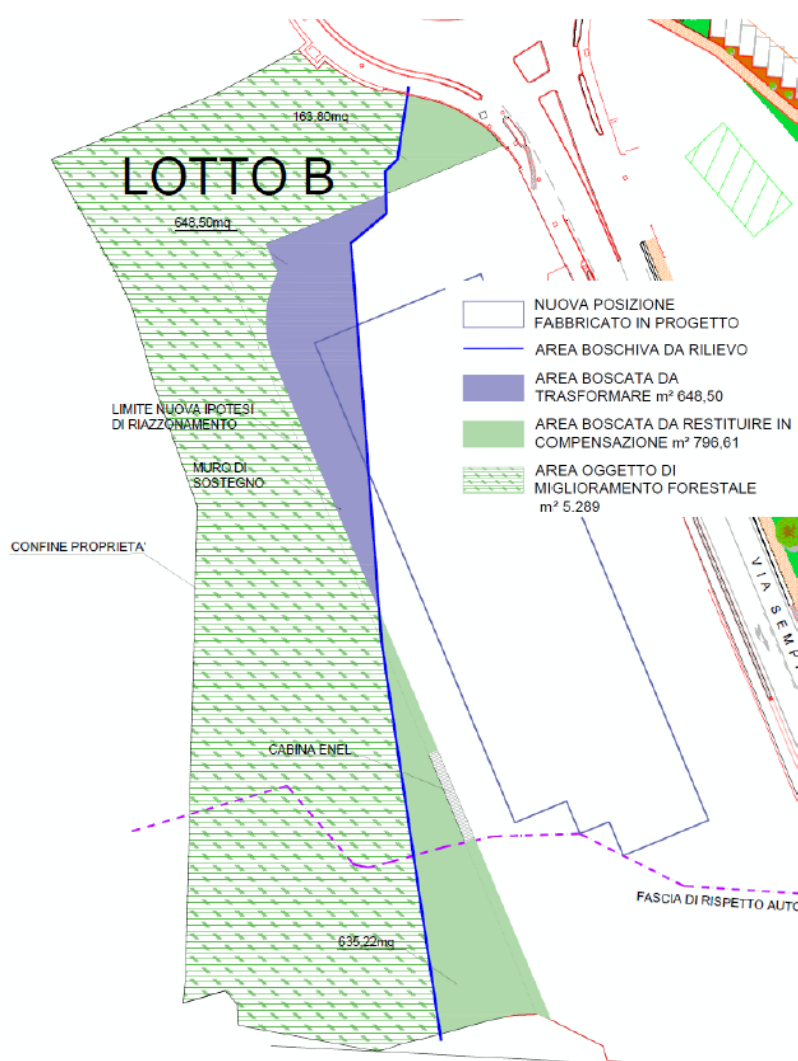 163,80mq
LOTTO B
648,50mq
NUOVA POSIZIONE
FABBRICATO IN PROGETTO
AREA BOSCHIVA DA RILIEVO
AREA BOSCATA DA
TRASFORMARE m² 648,50
AREA BOSCATA DA RESTITUIRE IN
COMPENSAZIONE m² 796,61
AREA OGGETTO DI
MIGLIORAMENTO FORESTALE
m² 5.289
LIMITE NUOVA IPOTESI
DI RIAZZONAMENTO
MURO DI
SOSTEGNO
CONFINE PROPRIETA'
VIA SEMP
CABINA ENEL
FASCIA DI RISPETTO AUTO
635,22mq